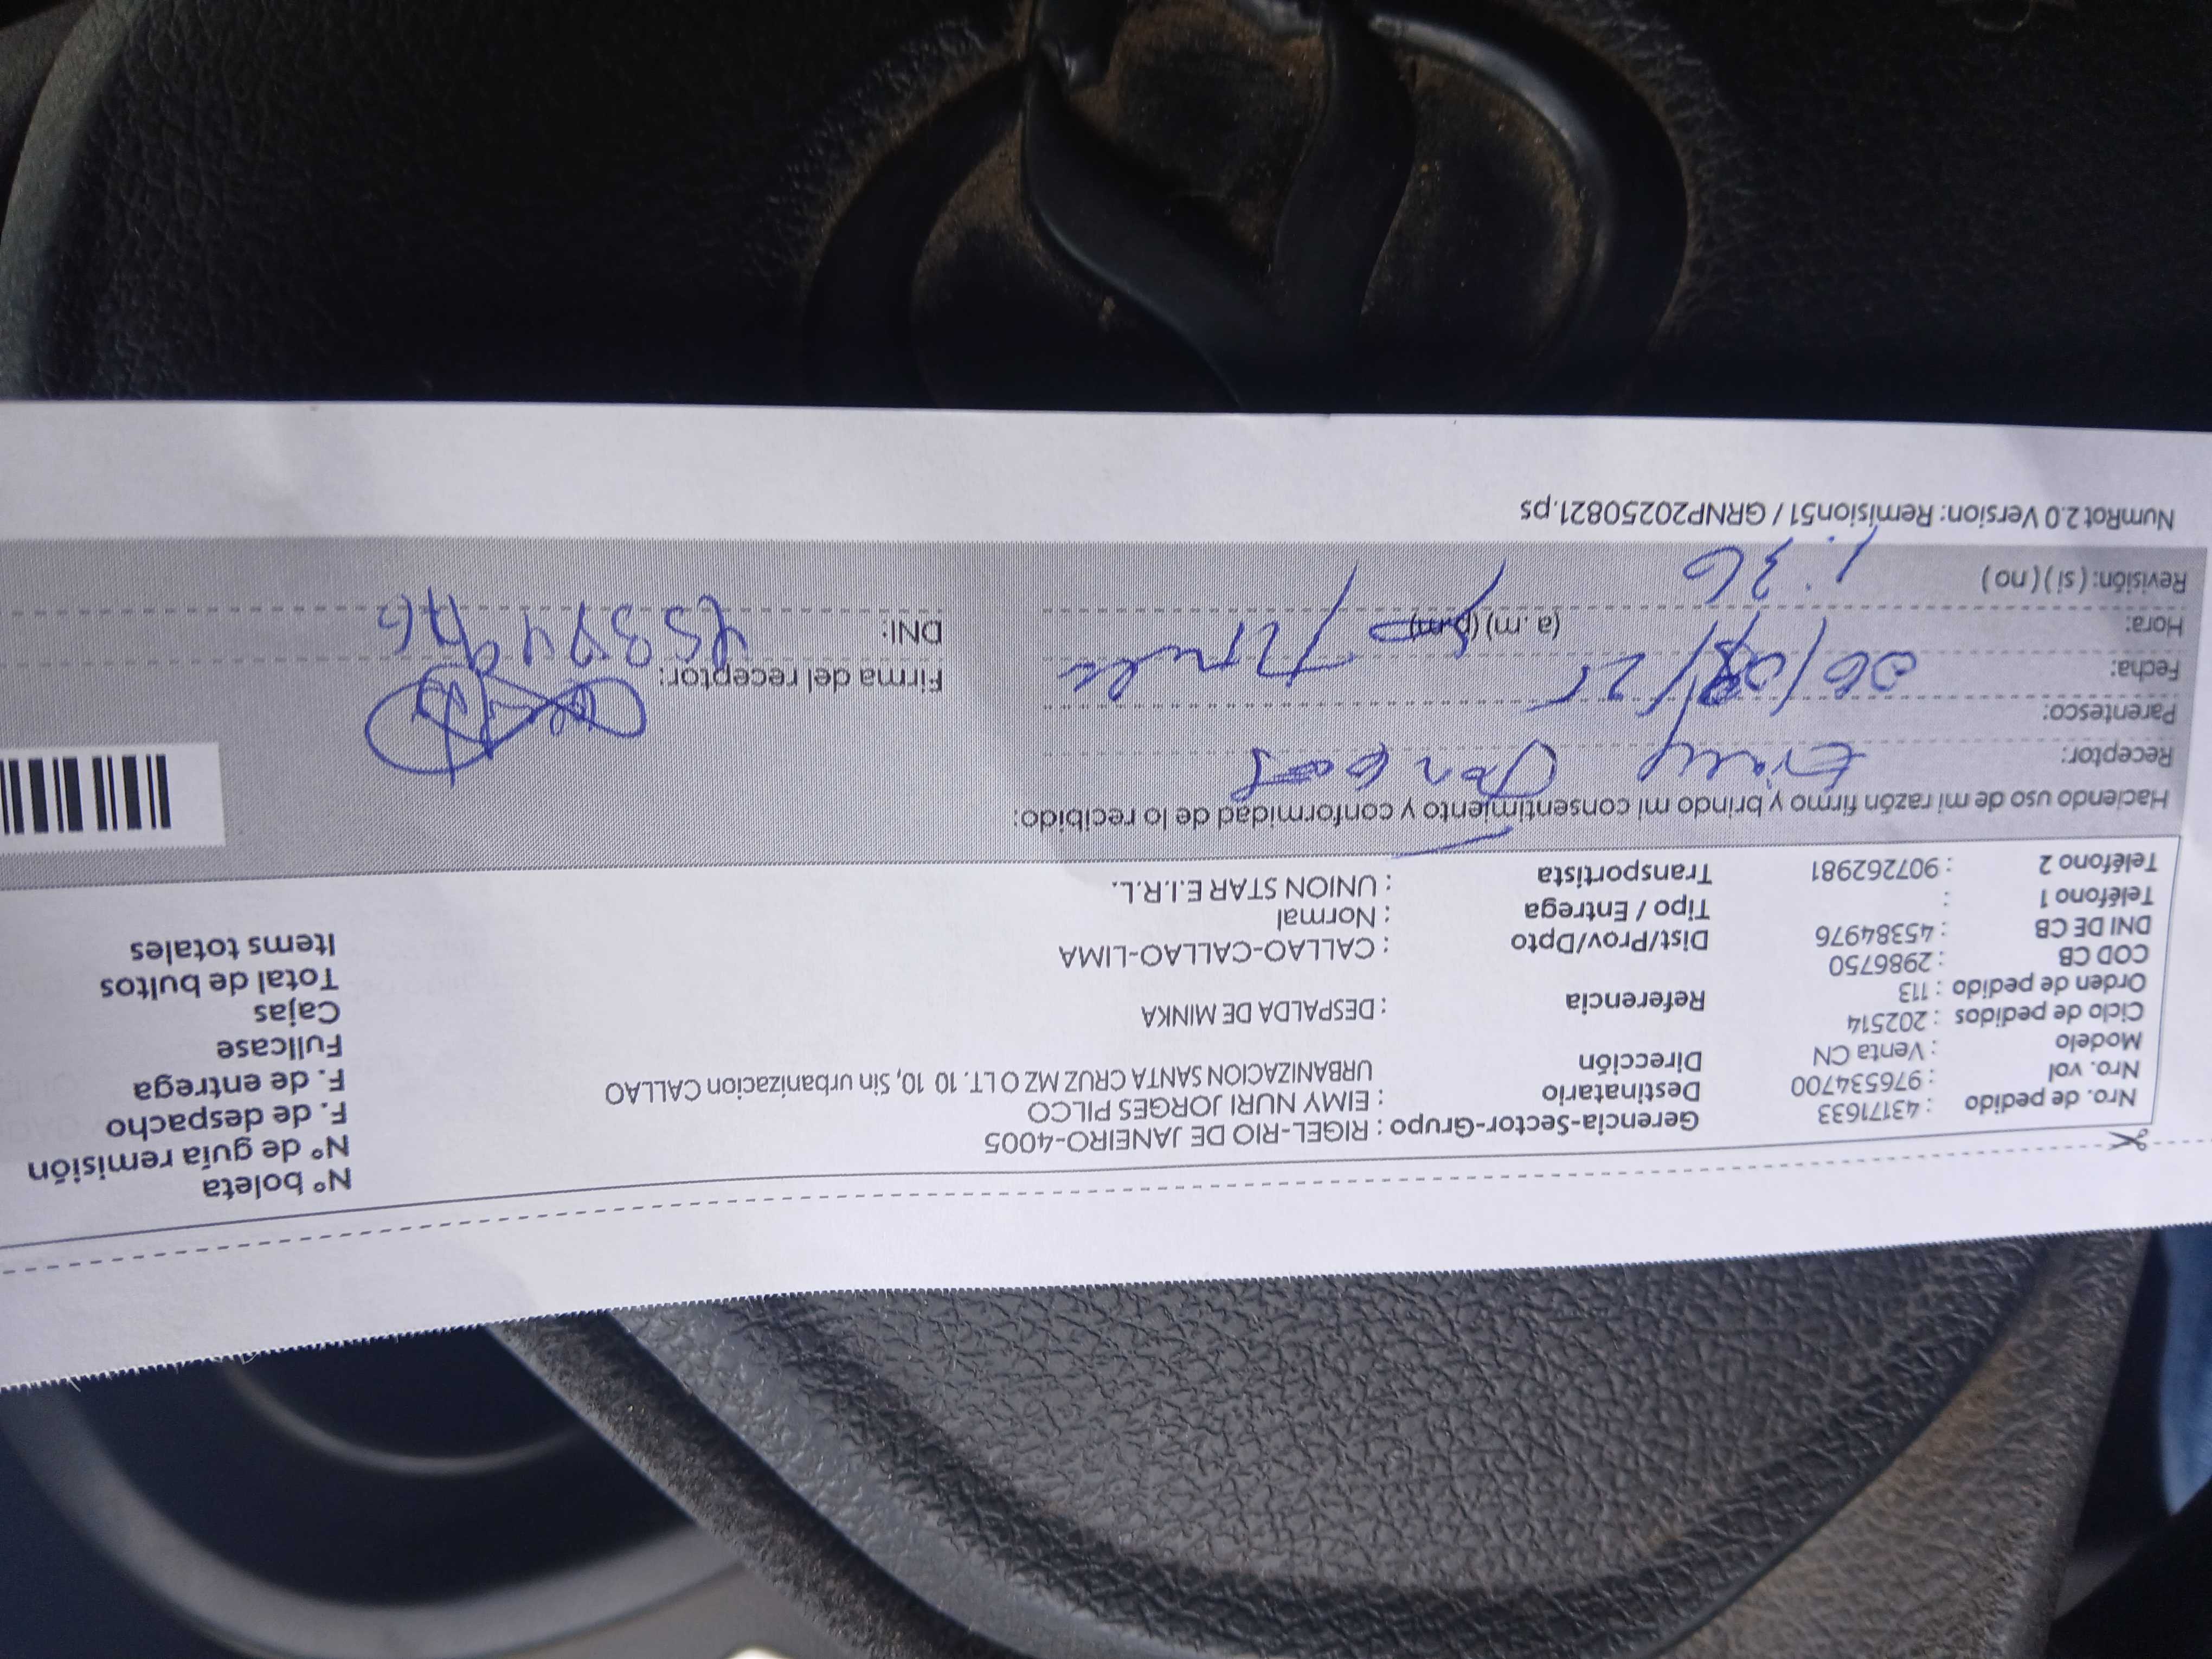 Nº boleta
Nº de guía remisión
F. de despacho
F. de entrega
Fullcase
Cajas
Total de bultos
Items totales
Nro. de pedido : 43171633
Nro. vol : 976534700
Modelo : Venta CN
Ciclo de pedidos : 202514
Orden de pedido : 113
COD CB : 2986750
DNI DE CB : 45384976
Teléfono 1 :
Teléfono 2 : 907262981
Gerencia-Sector-Grupo : RIGEL-RIO DE JANEIRO-4005
Destinatario : EIMY NURI JORGES PILCO
Dirección URBANIZACION SANTA CRUZ MZ O LT. 10 10, Sin urbanización CALLAO
Referencia : DESPALDA DE MINKA
Dist/Prov/Dpto : CALLAO-CALLAO-LIMA
Tipo / Entrega : Normal
Transportista : UNION STAR E.I.R.L.
Haciendo uso de mi razón firmo y brindo mi consentimiento y conformidad de lo recibido:
Receptor:
Parentesco:
Fecha: 06/08/25
Hora: 1:36 (a. m) (p.m)
Revisión: ( si ) ( no )
Firma del receptor:
DNI: 45384976
NumRot 2.0 Version: Remision51 / GRNP20250821.ps